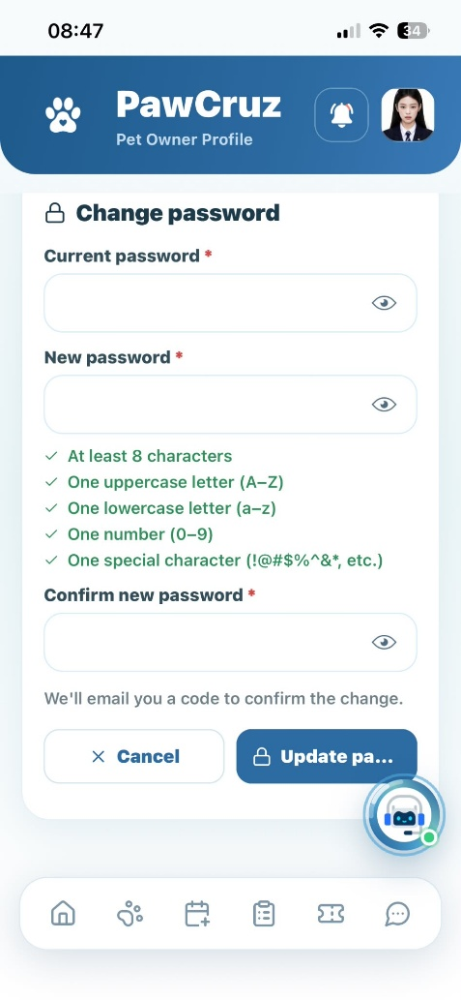 08:47
34
PawCruz
Pet Owner Profile
Change password
Current password *
New password *
At least 8 characters
One uppercase letter (A–Z)
One lowercase letter (a–z)
One number (0–9)
One special character (!@#$%^&*, etc.)
Confirm new password *
We'll email you a code to confirm the change.
Cancel
Update pa...